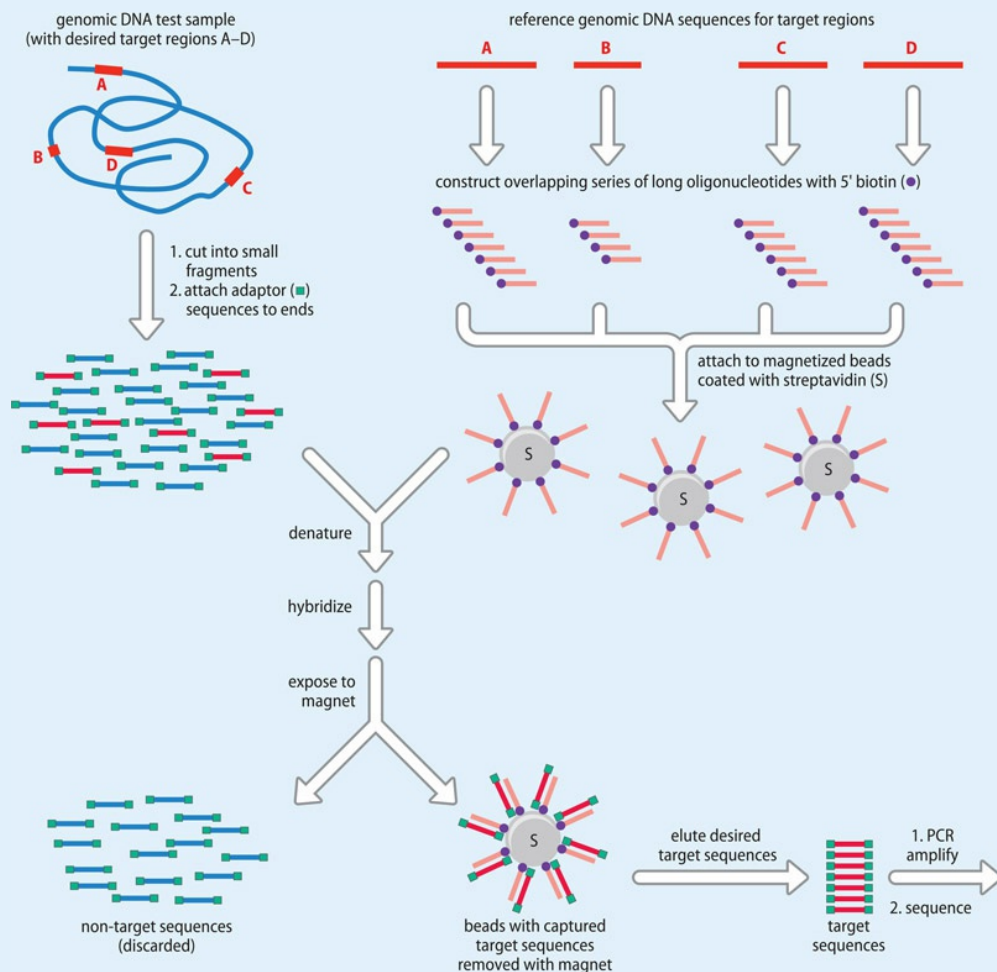 genomic DNA test sample
(with desired target regions A–D)
A
B
D
C
1. cut into small
fragments
2. attach adaptor ( )
sequences to ends
reference genomic DNA sequences for target regions
A B C D
construct overlapping series of long oligonucleotides with 5' biotin ( )
attach to magnetized beads
coated with streptavidin (S)
S
S
S
denature
hybridize
expose to
magnet
non-target sequences
(discarded)
S
beads with captured
target sequences
removed with magnet
elute desired
target sequences
target
sequences
1. PCR
amplify
2. sequence